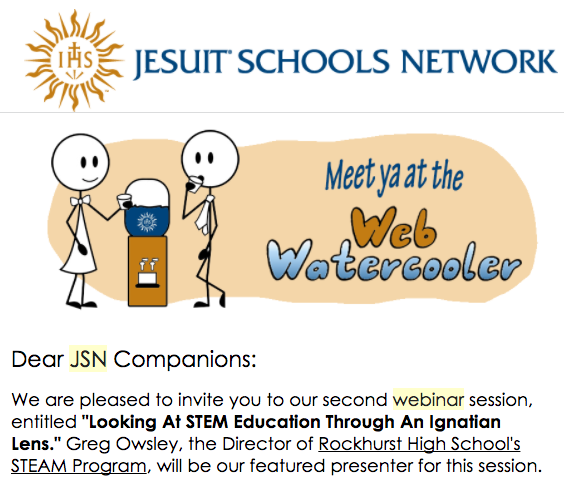 IHS
JESUIT SCHOOLS NETWORK
Meet ya at the
Web
Watercooler
Dear JSN Companions:
We are pleased to invite you to our second webinar session,
entitled "Looking At STEM Education Through An Ignatian
Lens." Greg Owsley, the Director of Rockhurst High School's
STEAM Program, will be our featured presenter for this session.